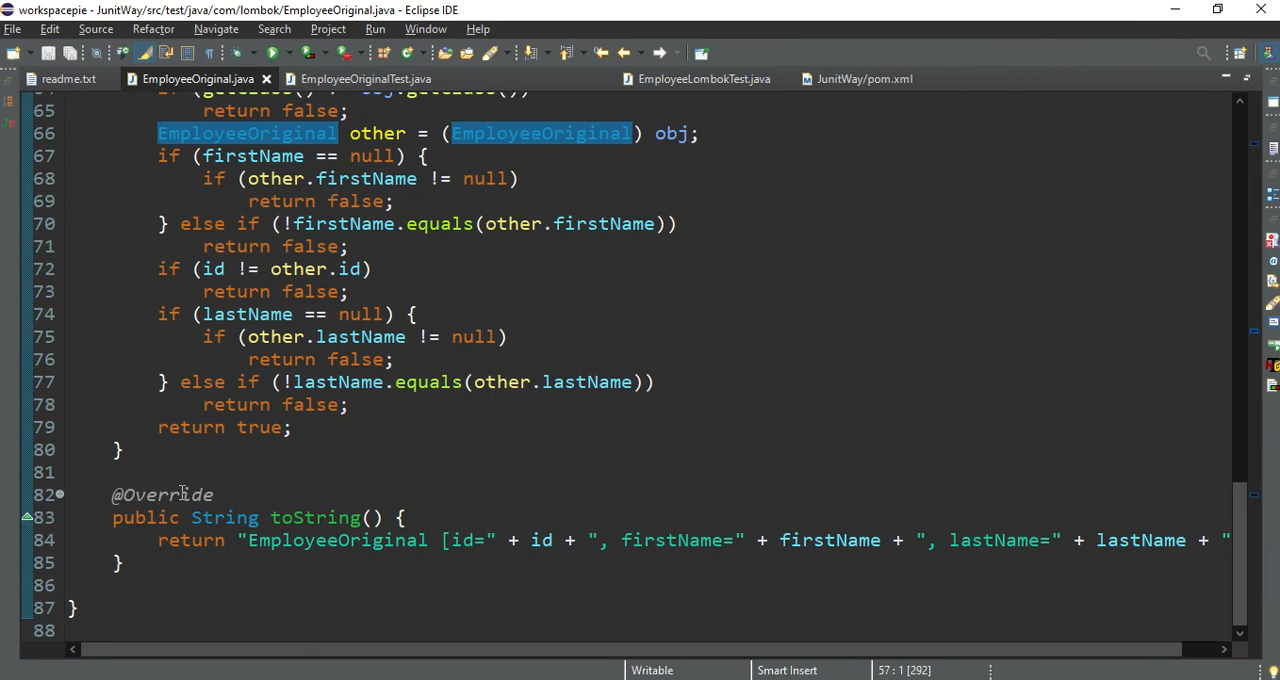 workspacepie - JunitWay/src/test/java/com/lombok/EmployeeOriginal.java - Eclipse IDE
File Edit Source Refactor Navigate Search Project Run Window Help
readme.txt EmployeeOriginal.java EmployeeOriginalTest.java EmployeeLombokTest.java JunitWay/pom.xml
65 return false;
66 EmployeeOriginal other = (EmployeeOriginal) obj;
67 if (firstName == null) {
68 if (other.firstName != null)
69 return false;
70 } else if (!firstName.equals(other.firstName))
71 return false;
72 if (id != other.id)
73 return false;
74 if (lastName == null) {
75 if (other.lastName != null)
76 return false;
77 } else if (!lastName.equals(other.lastName))
78 return false;
79 return true;
80 }
81
82 @Override
83 public String toString() {
84 return "EmployeeOriginal [id=" + id + ", firstName=" + firstName + ", lastName=" + lastName + "
85 }
86
87 }
88
Writable Smart Insert 57 : 1 [292]